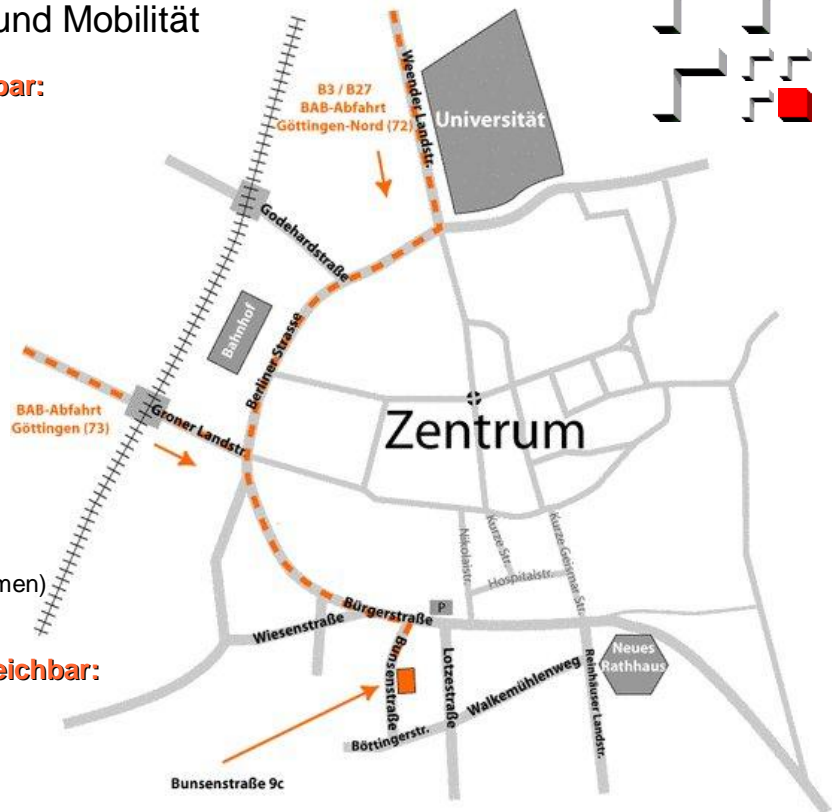 und Mobilität
bar:
B3 / B27
BAB-Abfahrt
Göttingen-Nord (72)
Weender Landstr.
Universität
Godehardstraße
Bahnhof
Berliner Strasse
BAB-Abfahrt
Göttingen (73)
Groner Landstr.
Zentrum
Nikolaistr.
Kurze Str.
Kurze Geismar Str.
Hospitalstr.
men)
Bürgerstraße
P
Wiesenstraße
Bunsenstraße
Lotzestraße
Walkemühlenweg
Reinhäuser Landstr.
Neues
Rathhaus
eichbar:
Böttingerstr.
Bunsenstraße 9c